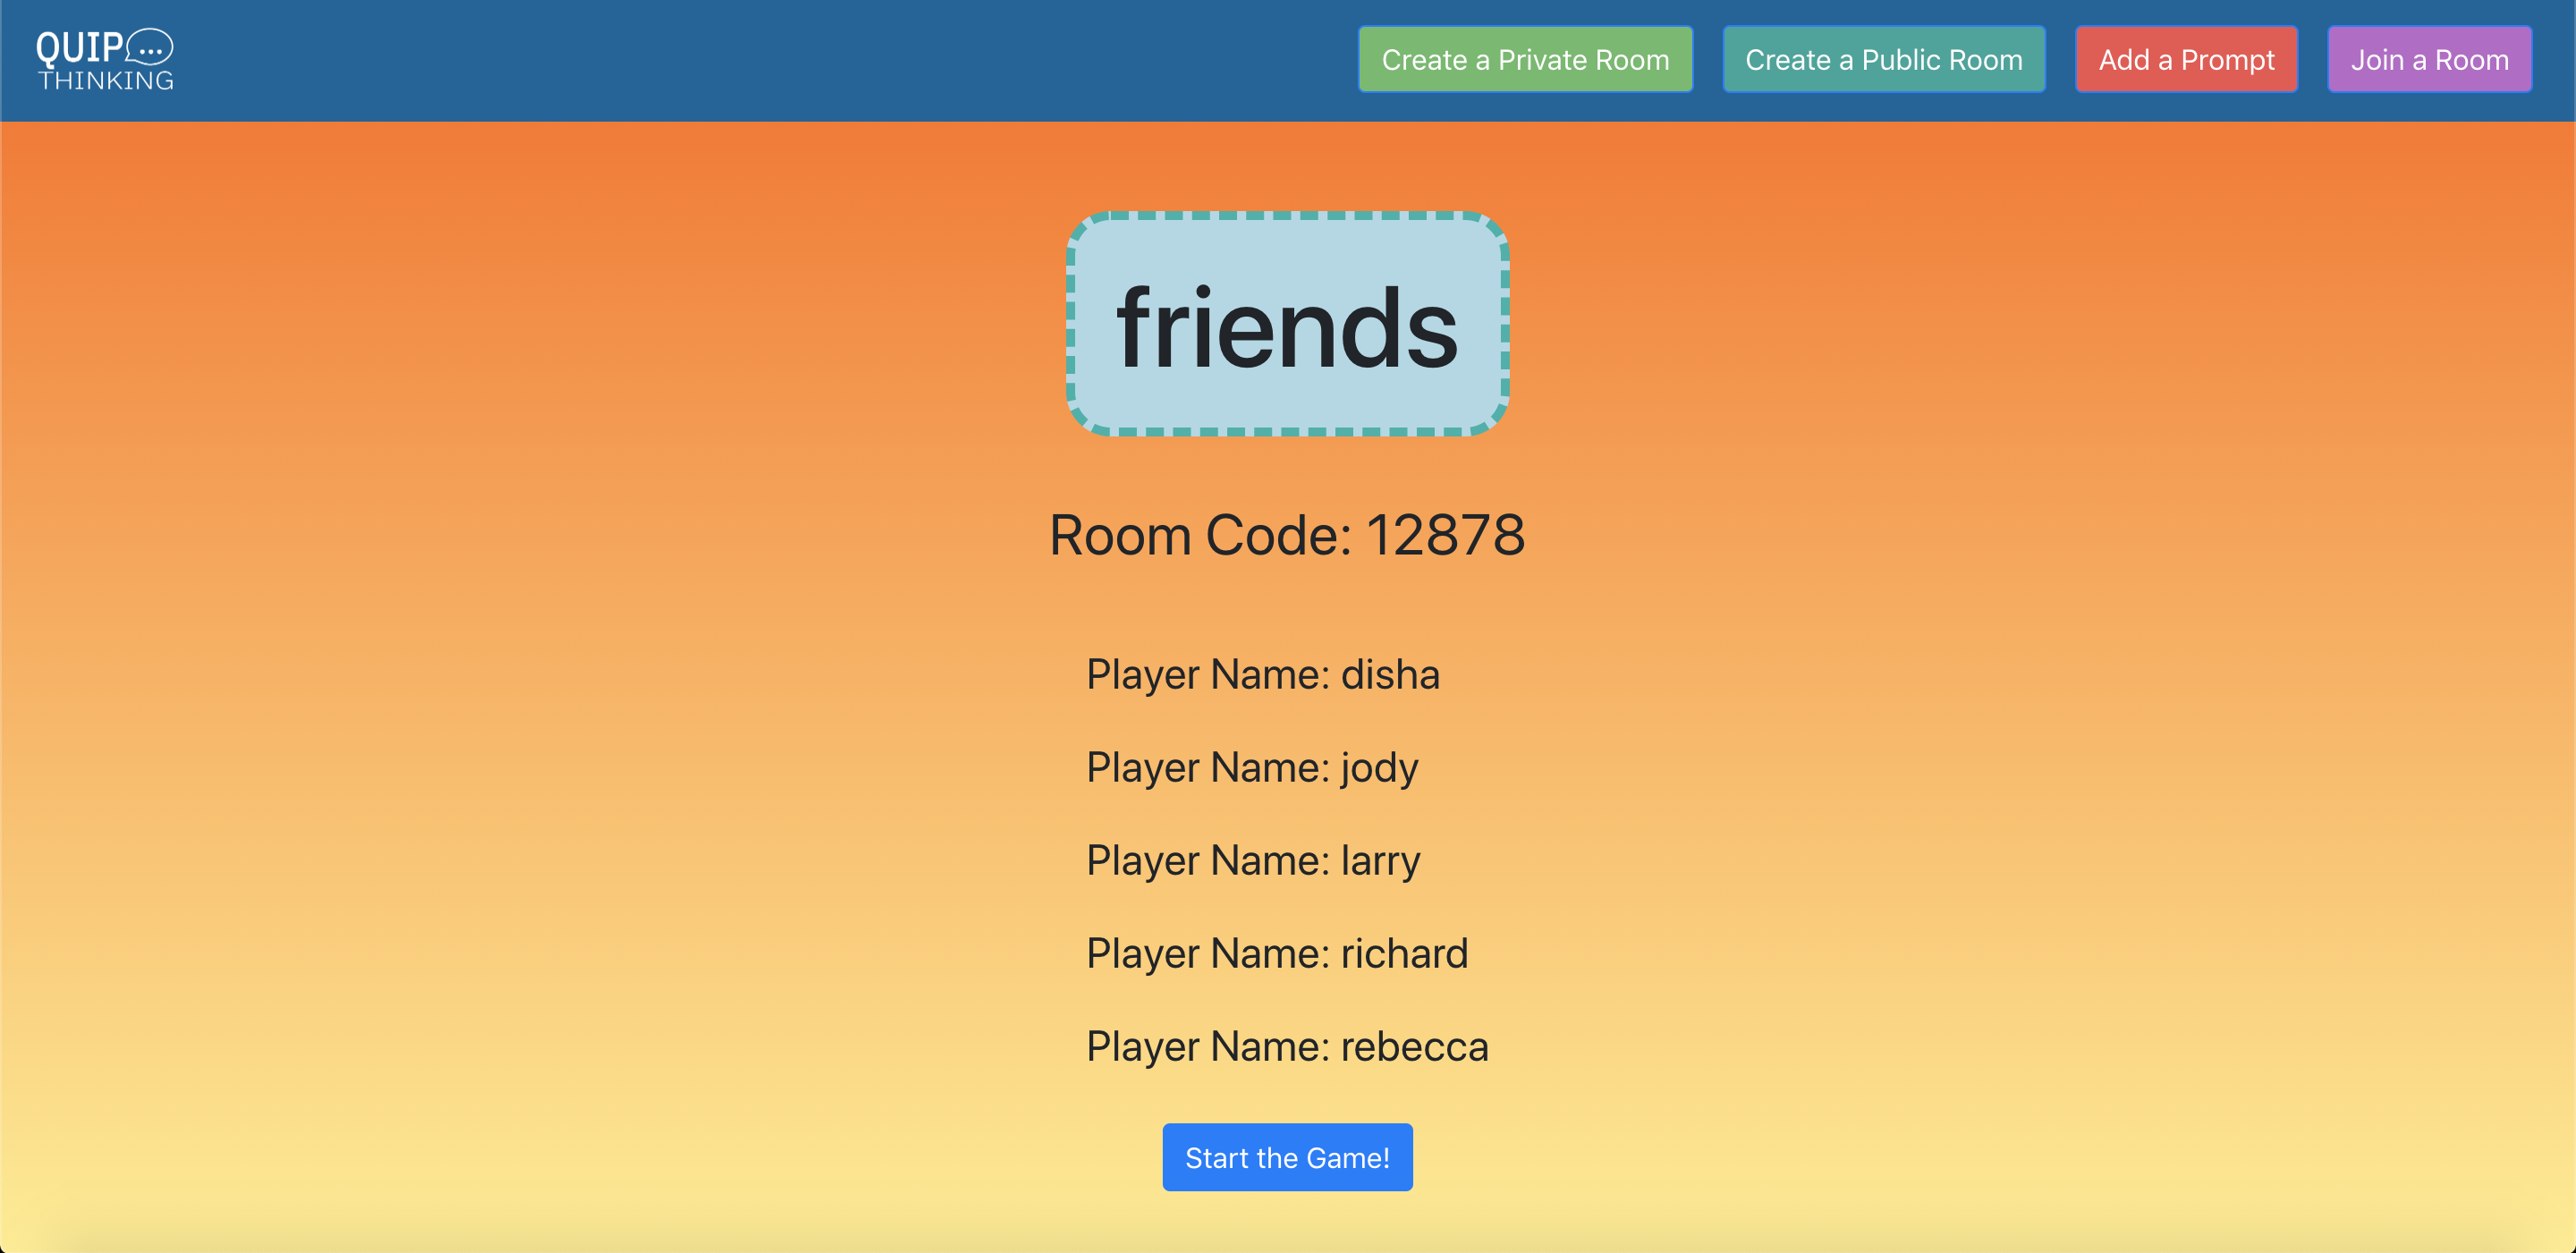 QUIP
THINKING
Create a Private Room
Create a Public Room
Add a Prompt
Join a Room
friends
Room Code: 12878
Player Name: disha
Player Name: jody
Player Name: larry
Player Name: richard
Player Name: rebecca
Start the Game!